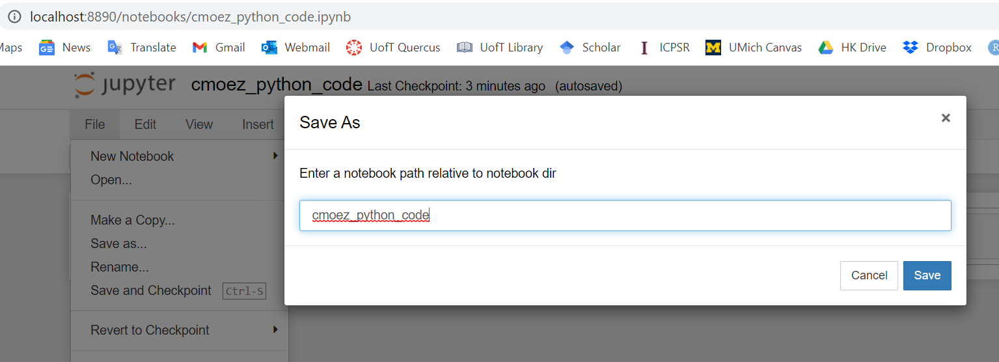 localhost:8890/notebooks/cmoez_python_code.ipynb
Maps News Translate Gmail Webmail UofT Quercus UofT Library Scholar ICPSR UMich Canvas HK Drive Dropbox
jupyter cmoez_python_code Last Checkpoint: 3 minutes ago (autosaved)
File Edit View Insert
New Notebook
Open...
Make a Copy...
Save as...
Rename...
Save and Checkpoint Ctrl-S
Revert to Checkpoint
Save As
×
Enter a notebook path relative to notebook dir
cmoez_python_code
Cancel Save